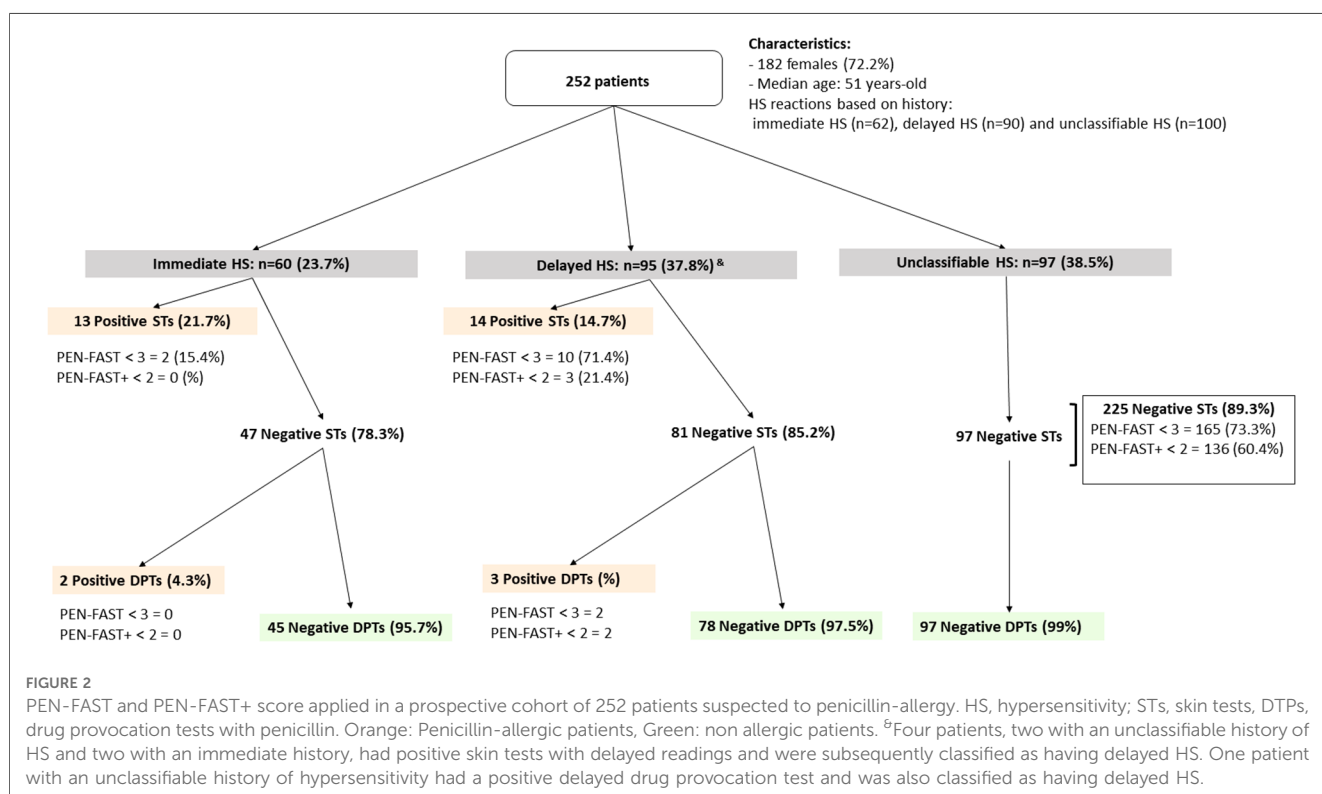 Characteristics:
- 182 females (72.2%)
- Median age: 51 years-old
HS reactions based on history:
immediate HS (n=62), delayed HS (n=90) and unclassifiable HS (n=100)
252 patients
Immediate HS: n=60 (23.7%)
Delayed HS: n=95 (37.8%) &
Unclassifiable HS: n=97 (38.5%)
13 Positive STs (21.7%)
PEN-FAST < 3 = 2 (15.4%)
PEN-FAST+ < 2 = 0 (%)
14 Positive STs (14.7%)
PEN-FAST < 3 = 10 (71.4%)
PEN-FAST+ < 2 = 3 (21.4%)
47 Negative STs (78.3%)
81 Negative STs (85.2%)
97 Negative STs
225 Negative STs (89.3%)
PEN-FAST < 3 = 165 (73.3%)
PEN-FAST+ < 2 = 136 (60.4%)
2 Positive DPTs (4.3%)
PEN-FAST < 3 = 0
PEN-FAST+ < 2 = 0
45 Negative DPTs (95.7%)
3 Positive DPTs (%)
PEN-FAST < 3 = 2
PEN-FAST+ < 2 = 2
78 Negative DPTs (97.5%)
97 Negative DPTs (99%)
FIGURE 2
PEN-FAST and PEN-FAST+ score applied in a prospective cohort of 252 patients suspected to penicillin-allergy. HS, hypersensitivity; STs, skin tests, DTPs,
drug provocation tests with penicillin. Orange: Penicillin-allergic patients, Green: non allergic patients. &Four patients, two with an unclassifiable history of
HS and two with an immediate history, had positive skin tests with delayed readings and were subsequently classified as having delayed HS. One patient
with an unclassifiable history of hypersensitivity had a positive delayed drug provocation test and was also classified as having delayed HS.